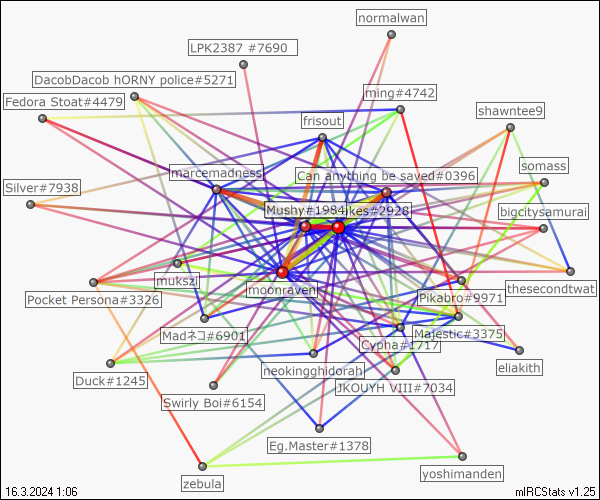 normalwan
LPK2387 #7690
DacobDacob hORNY police#5271
ming#4742
Fedora Stoat#4479
shawntee9
frisout
somass
marcemadness
Can anything be saved#0396
Silver#7938
Mushy#1984
ikes#2928
bigcitysamurai
mukszi
moonraven
thesecondtwat
Pocket Persona#3326
Pikabro#9971
Madネコ#6901
Majestic#3375
Cypha#1717
neokingghidorah
eliakith
Duck#1245
JKOUYH VIII#7034
Swirly Boi#6154
Eg.Master#1378
yoshimanden
zebula
16.3.2024 1:06
mIRCStats v1.25